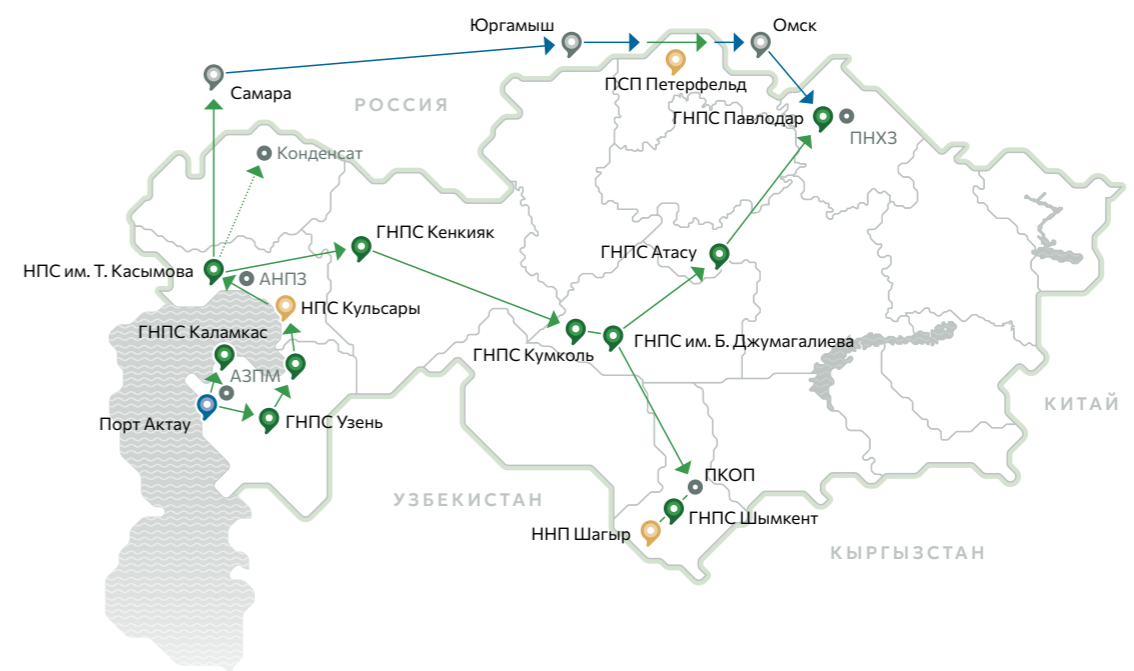 Юргамыш
Омск
Самара
РОССИЯ
ПСП Петерфельд
ГНПС Павлодар
ПНХЗ
Конденсат
ГНПС Кенкияк
ГНПС Атасу
НПС им. Т. Касымова
АНПЗ
НПС Кульсары
ГНПС Каламкас
ГНПС Кумколь
ГНПС им. Б. Джумагалиева
АЗПМ
Порт Актау
ГНПС Узень
КИТАЙ
ПКОП
УЗБЕКИСТАН
ГНПС Шымкент
ННП Шагыр
КЫРГЫЗСТАН